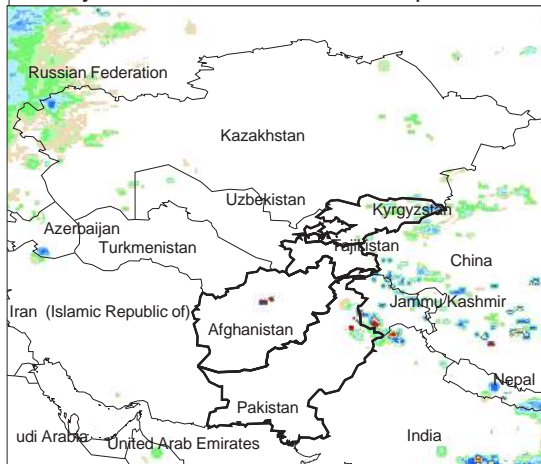 Russian Federation
Kazakhstan
Uzbekistan
Kyrgyzstan
Azerbaijan
Turkmenistan
Tajikistan
China
Iran (Islamic Republic of)
Jammu Kashmir
Afghanistan
Nepal
Pakistan
udi Arabia
United Arab Emirates
India